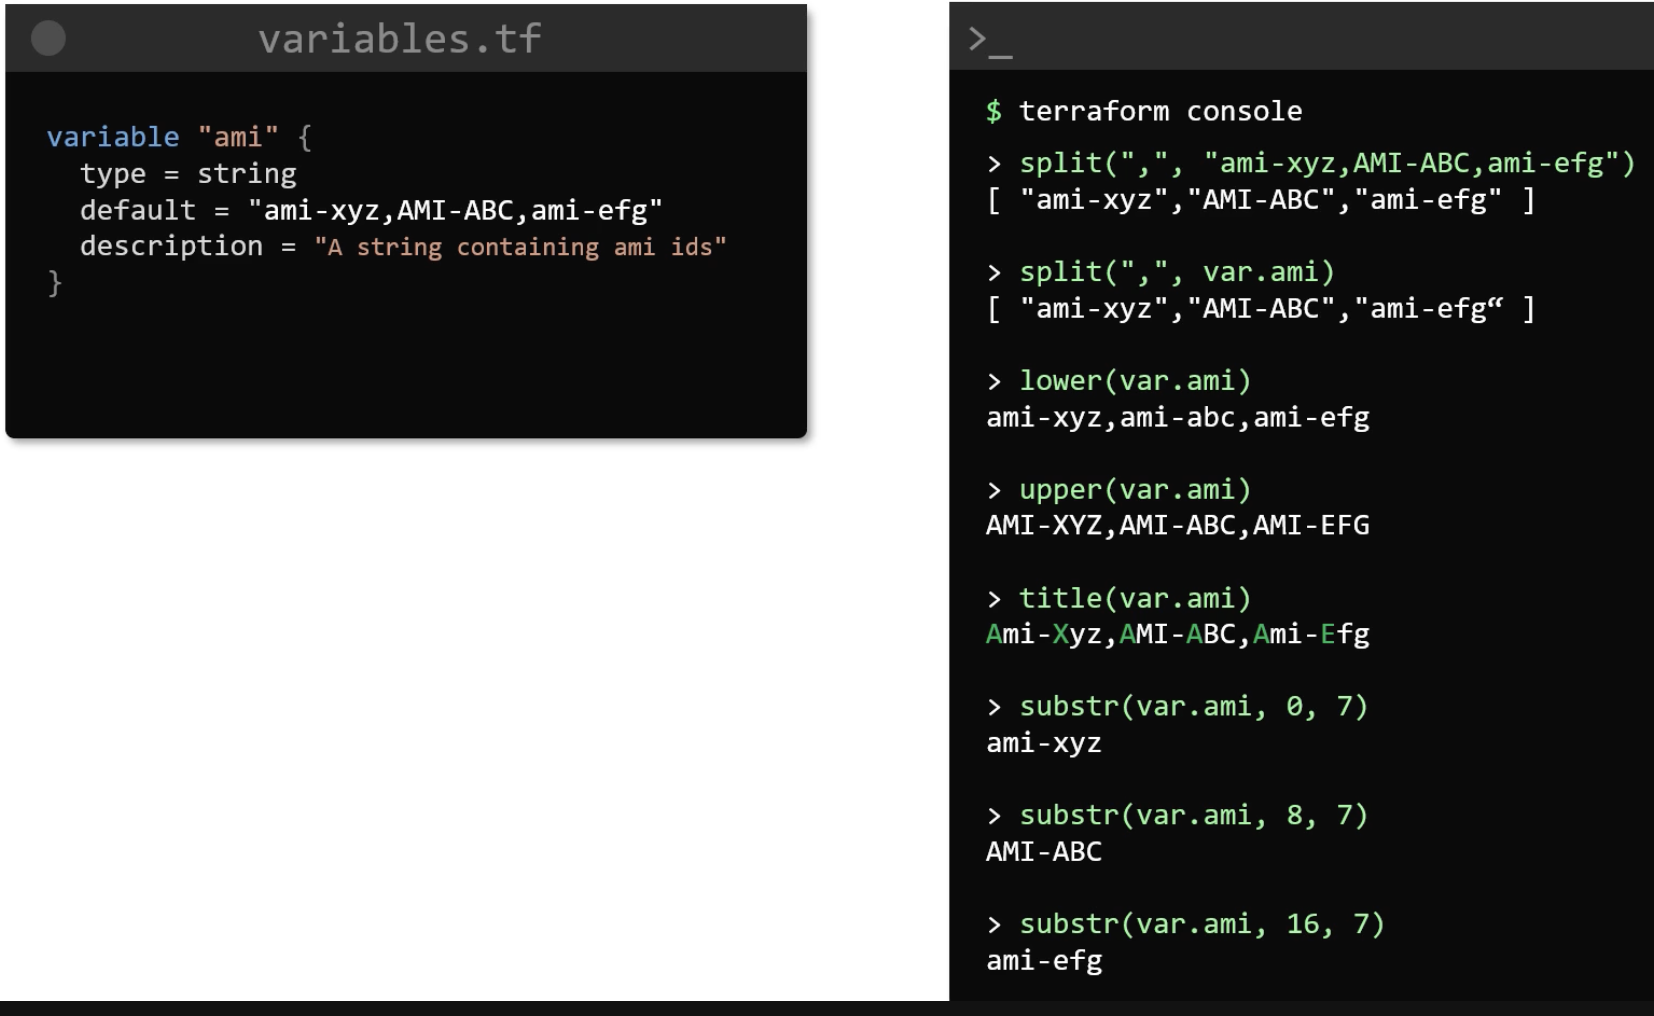 variables.tf
variable "ami" {
  type = string
  default = "ami-xyz,AMI-ABC,ami-efg"
  description = "A string containing ami ids"
}
>_
$ terraform console
> split(",", "ami-xyz,AMI-ABC,ami-efg")
[ "ami-xyz","AMI-ABC","ami-efg" ]
> split(",", var.ami)
[ "ami-xyz","AMI-ABC","ami-efg“ ]
> lower(var.ami)
ami-xyz,ami-abc,ami-efg
> upper(var.ami)
AMI-XYZ,AMI-ABC,AMI-EFG
> title(var.ami)
Ami-Xyz,AMI-ABC,Ami-Efg
> substr(var.ami, 0, 7)
ami-xyz
> substr(var.ami, 8, 7)
AMI-ABC
> substr(var.ami, 16, 7)
ami-efg